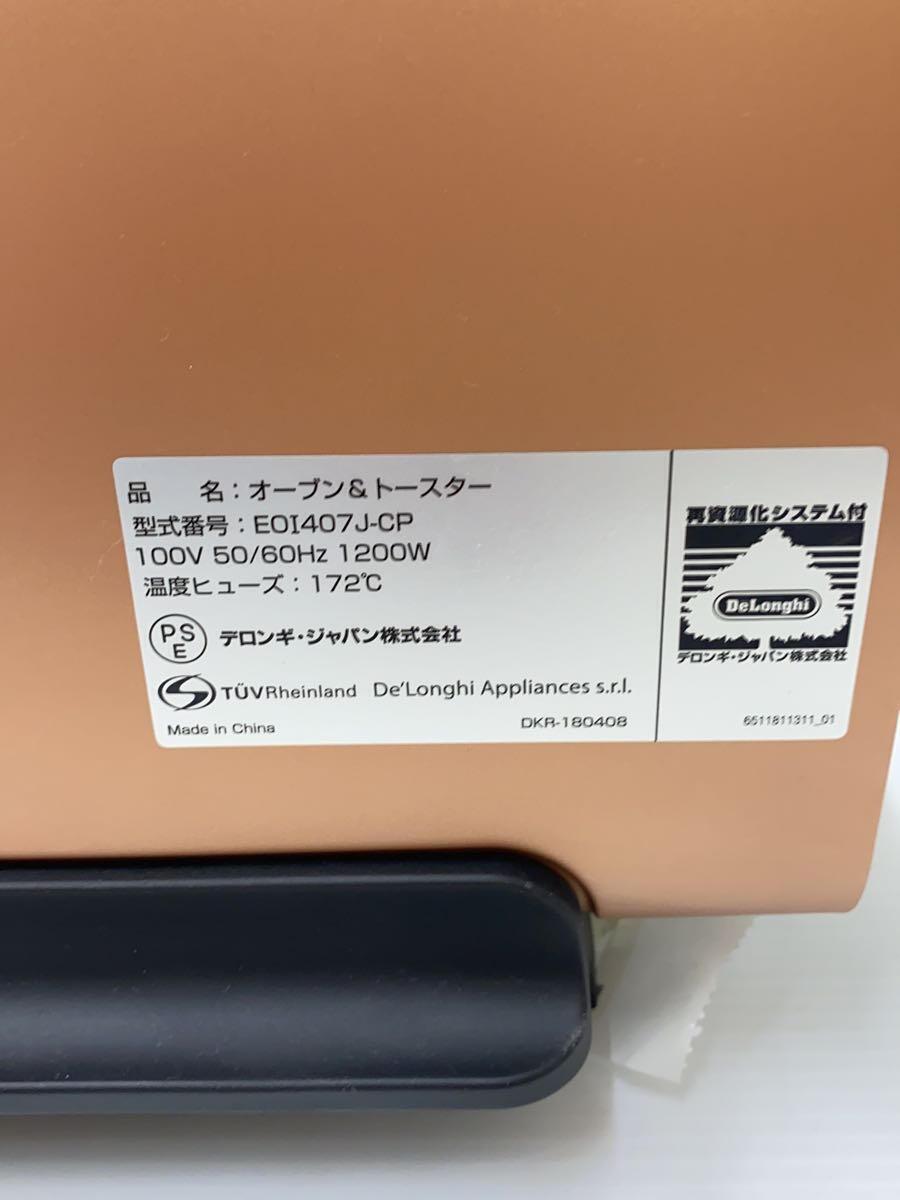 品 名：オーブン＆トースター
型式番号：EOI407J-CP
100V 50/60Hz 1200W
温度ヒューズ：172℃
PS
E
デロンギ・ジャパン株式会社
TÜVRheinland De'Longhi Appliances s.r.l.
Made in China DKR-180408
再資源化システム付
DeLonghi
デロンギ・ジャパン株式会社
6511811311_01